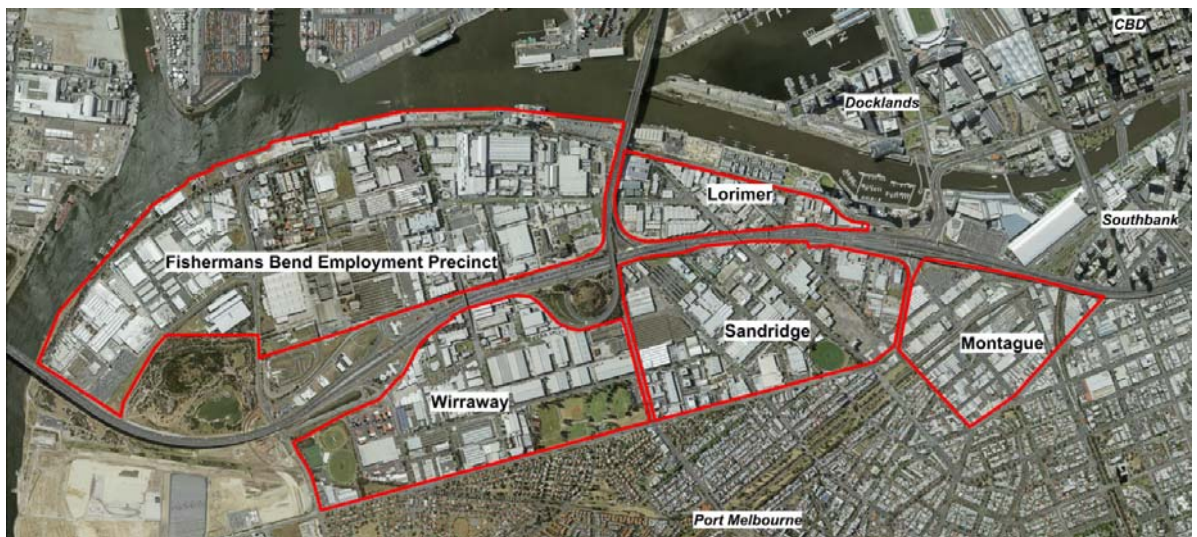 CBD
Docklands
Lorimer
Southbank
Fishermans Bend Employment Precinct
Sandridge
Montague
Wirraway
Port Melbourne